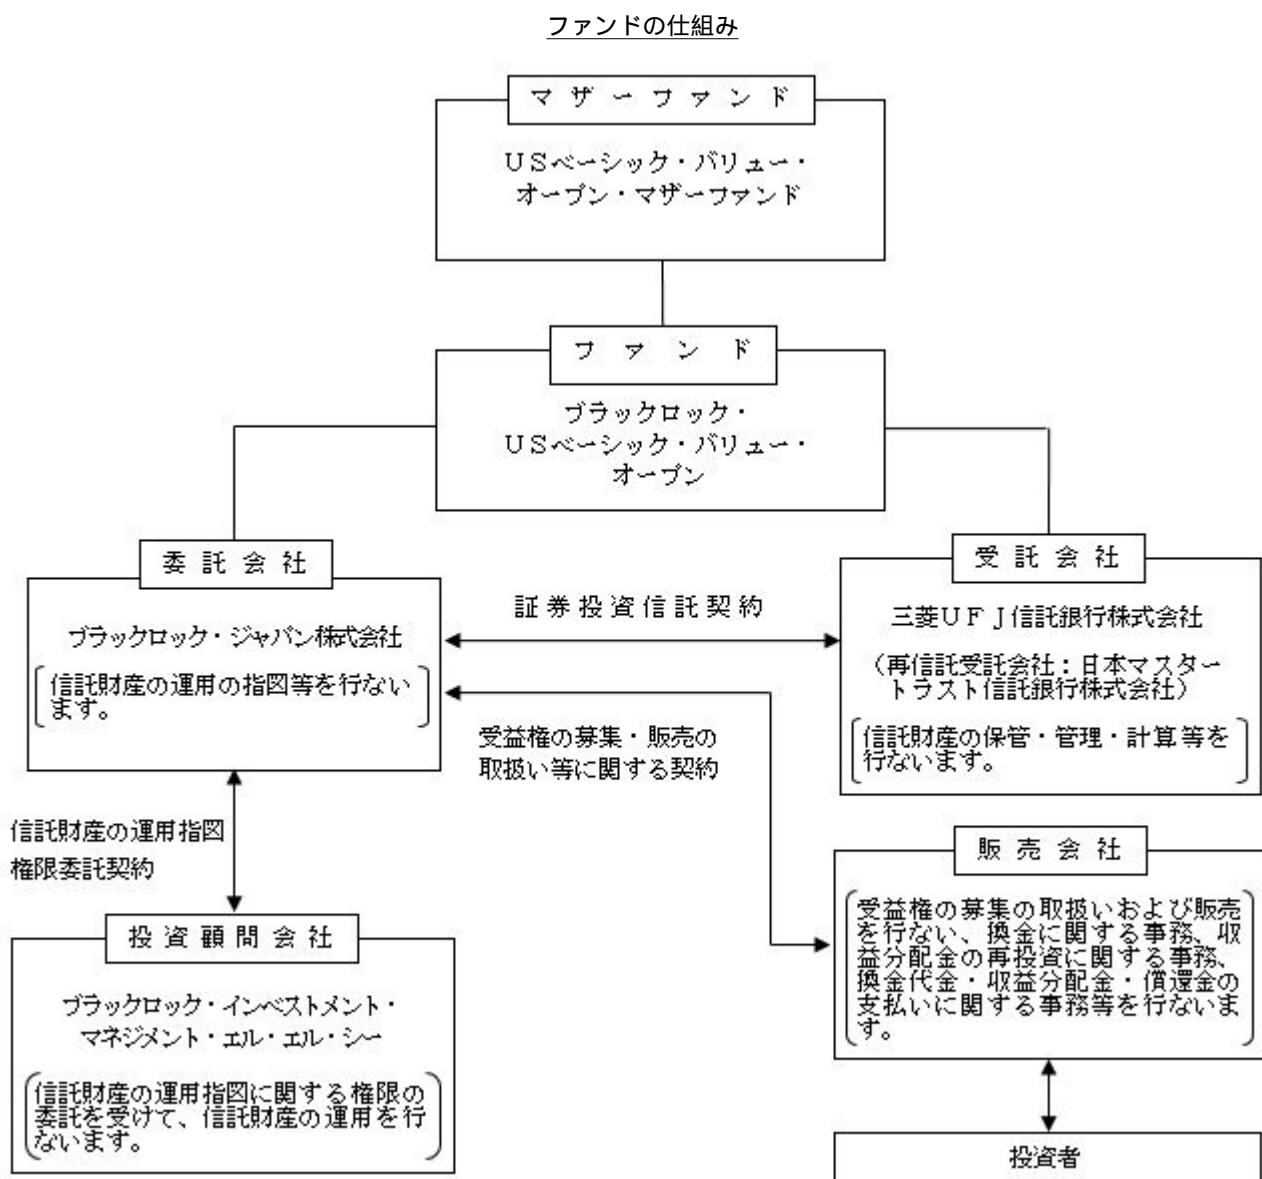 ファンドの仕組み
マザーファンド
USベーシック・バリュー・
オープン・マザーファンド
ファンド
ブラックロック・
USベーシック・バリュー・
オープン
委託会社
ブラックロック・ジャパン株式会社
信託財産の運用の指図等を行ない
ます。
証券投資信託契約
受託会社
三菱UFJ信託銀行株式会社
(再信託受託会社:日本マスター
トラスト信託銀行株式会社)
信託財産の保管・管理・計算等を
行ないます。
受益権の募集・販売の
取扱い等に関する契約
信託財産の運用指図
権限委託契約
販売会社
受益権の募集の取扱いおよび販売
を行ない、換金に関する事務、収
益分配金の再投資に関する事務、
換金代金・収益分配金・償還金の
支払いに関する事務等を行ないま
す。
投資顧問会社
ブラックロック・インベストメント・
マネジメント・エル・エル・シー
信託財産の運用指図に関する権限の
委託を受けて、信託財産の運用を行
ないます。
投資者